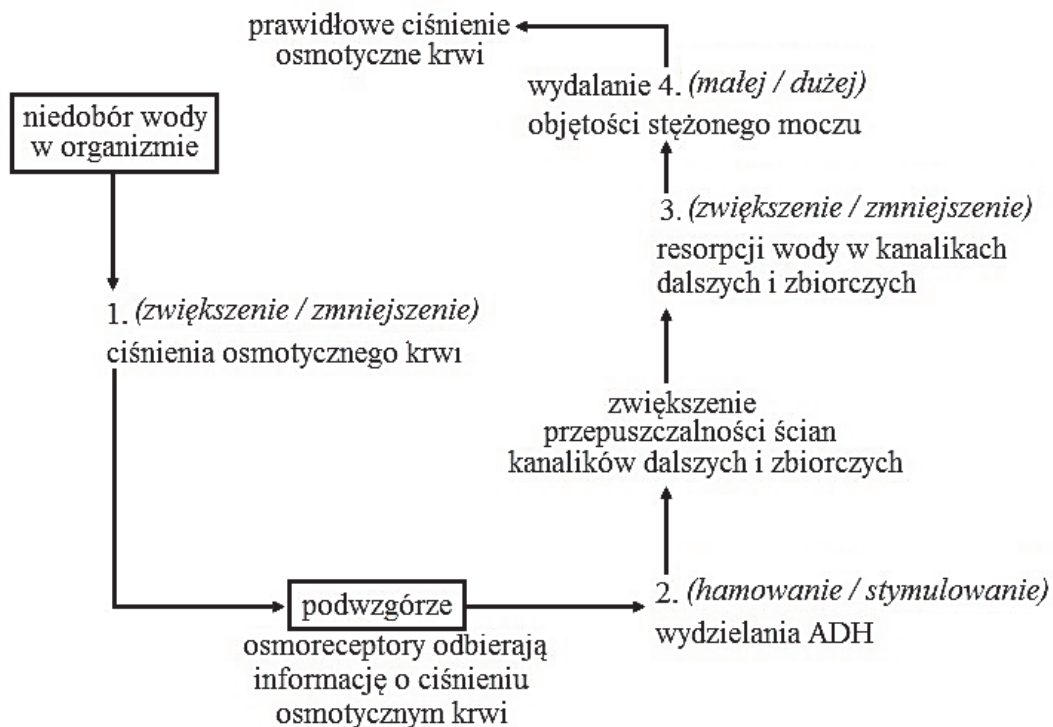 niedobór wody
w organizmie
1. (zwiększenie / zmniejszenie)
ciśnienia osmotycznego krwi
podwzgórze
osmoreceptory odbierają
informację o ciśnieniu
osmotycznym krwi
2. (hamowanie / stymulowanie)
wydzielania ADH
zwiększenie
przepuszczalności ścian
kanalików dalszych i zbiorczych
3. (zwiększenie / zmniejszenie)
resorpcji wody w kanalikach
dalszych i zbiorczych
wydalanie 4. (małej / dużej)
objętości stężonego moczu
prawidłowe ciśnienie
osmotyczne krwi